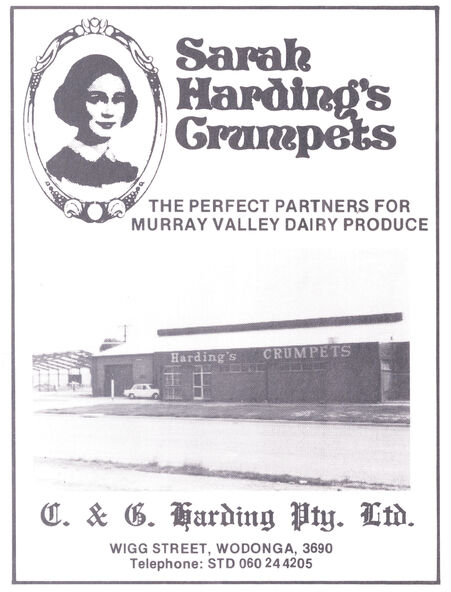 Sarah
Harding's
Crumpets
THE PERFECT PARTNERS FOR
MURRAY VALLEY DAIRY PRODUCE
Harding's CRUMPETS
C. & G. Harding Pty. Ltd.
WIGG STREET, WODONGA, 3690
Telephone: STD 060 24 4205